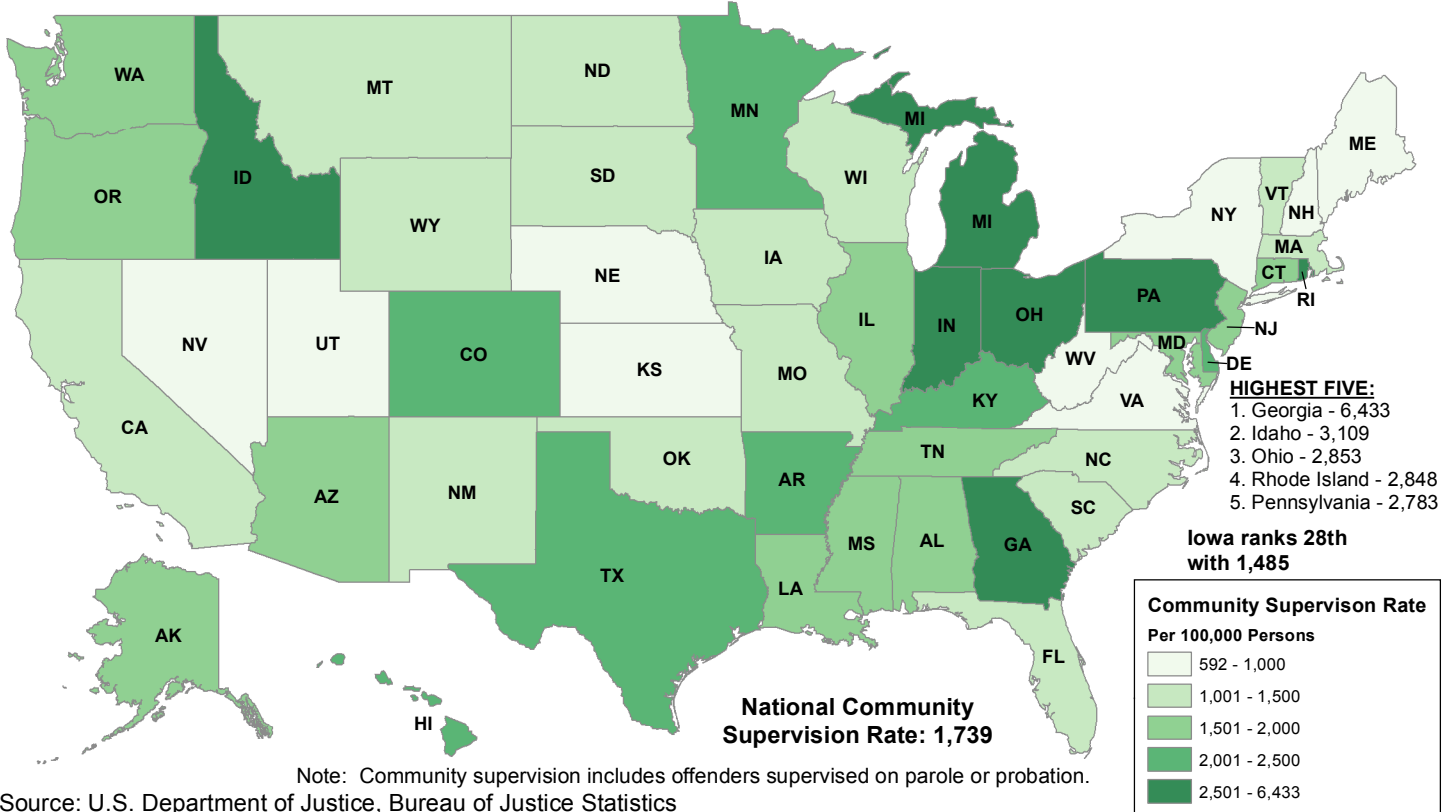 WA
MT
ND
MN
MI
ME
OR
ID
SD
WI
VT
NH
NY
WY
MI
MA
IA
CT
NE
RI
PA
NV
UT
CO
IL
IN
OH
NJ
MD
DE
WV
KS
MO
KY
VA
CA
HIGHEST FIVE:
1. Georgia - 6,433
2. Idaho - 3,109
3. Ohio - 2,853
4. Rhode Island - 2,848
5. Pennsylvania - 2,783
TN
NC
OK
AZ
NM
AR
SC
Iowa ranks 28th
with 1,485
MS
AL
GA
TX
LA
AK
FL
HI
Community Supervison Rate
Per 100,000 Persons
592 - 1,000
1,001 - 1,500
1,501 - 2,000
2,001 - 2,500
2,501 - 6,433
National Community
Supervision Rate: 1,739
Note: Community supervision includes offenders supervised on parole or probation.
Source: U.S. Department of Justice, Bureau of Justice Statistics